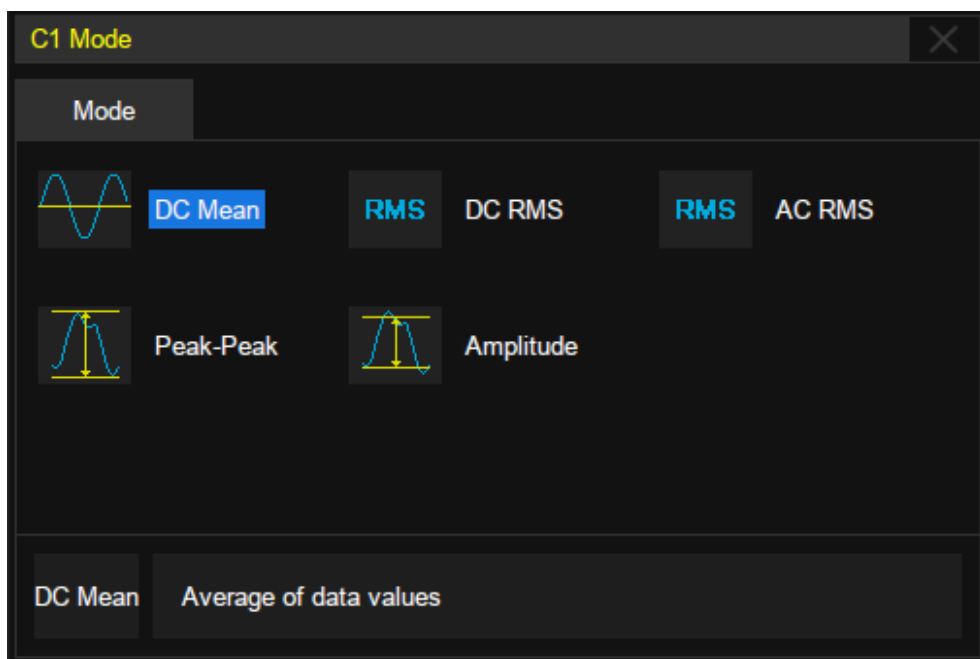 C1 Mode
Mode
DC Mean
RMS DC RMS
RMS AC RMS
Peak-Peak
Amplitude
DC Mean Average of data values